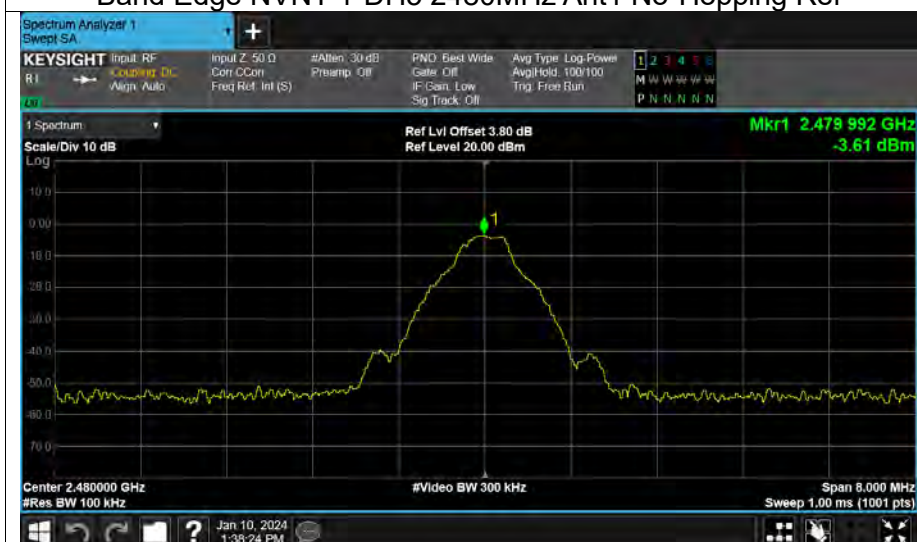 Band Edge NVNT 1-DH5 2480MHz Ant1 No-Hopping Ref
Spectrum Analyzer 1
Swept SA
+
KEYSIGHT Input: RF
Coupling: DC
Align: Auto
Input Z: 50 Ω
Corr CCorr
Freq Ref: Int (S)
#Atten: 30 dB
Preamp: Off
PNO: Best Wide
Gate: Off
IF Gain: Low
Sig Track: Off
Avg Type: Log-Power
Avg|Hold: 100/100
Trig: Free Run
1 2 3 4 5 6
M W W W W W
P N N N N N
1 Spectrum
Scale/Div 10 dB
Log
Ref Lvl Offset 3.80 dB
Ref Level 20.00 dBm
Mkr1 2.479 992 GHz
-3.61 dBm
10.0
0.00
1
-40.0
-50.0
-60.0
-70.0
Center 2.480000 GHz
#Res BW 100 kHz
#Video BW 300 kHz
Span 8.000 MHz
Sweep 1.00 ms (1001 pts)
?
Jan 10, 2024
1:38:24 PM